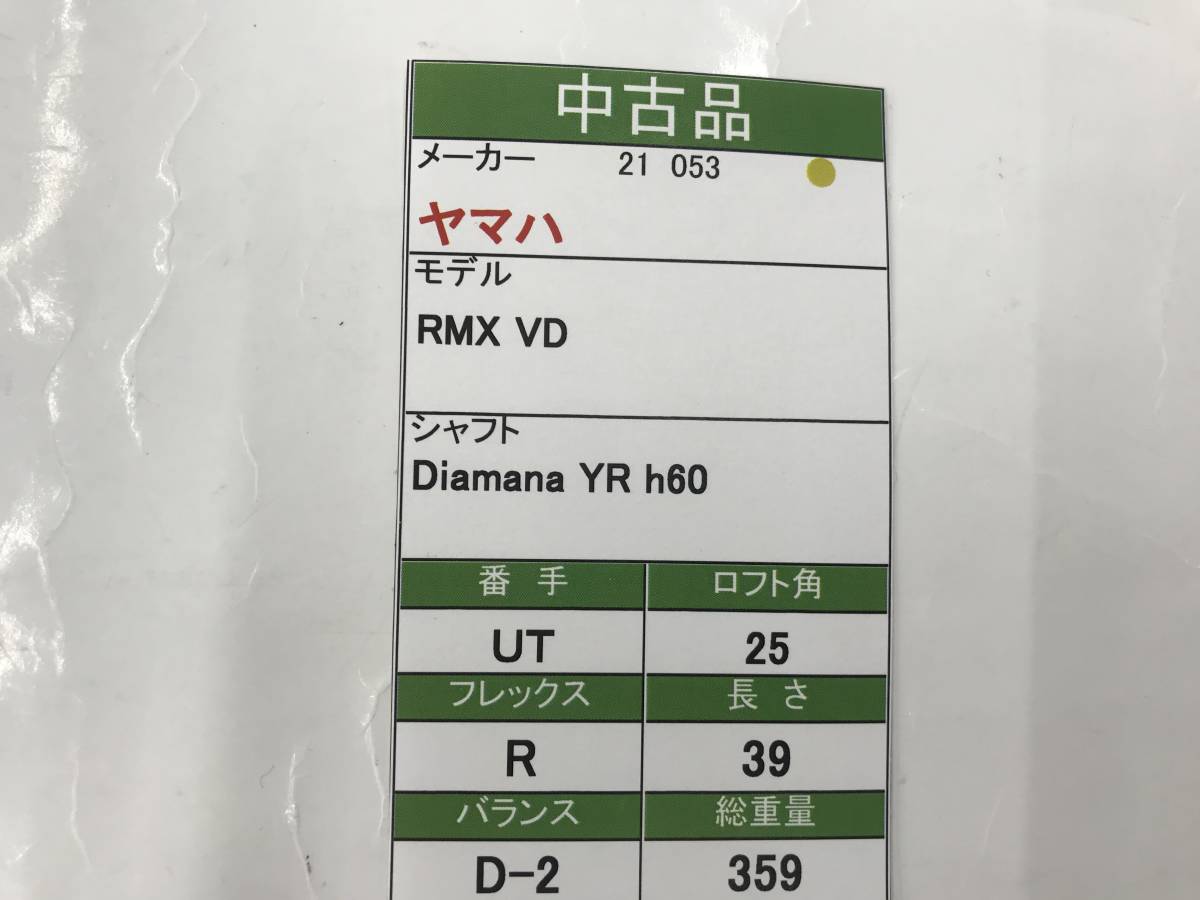 中古品
メーカー 21 053
ヤマハ
モデル
RMX VD
シャフト
Diamana YR h60
番 手 ロフト角
UT 25
フレックス 長 さ
R 39
バランス 総重量
D-2 359